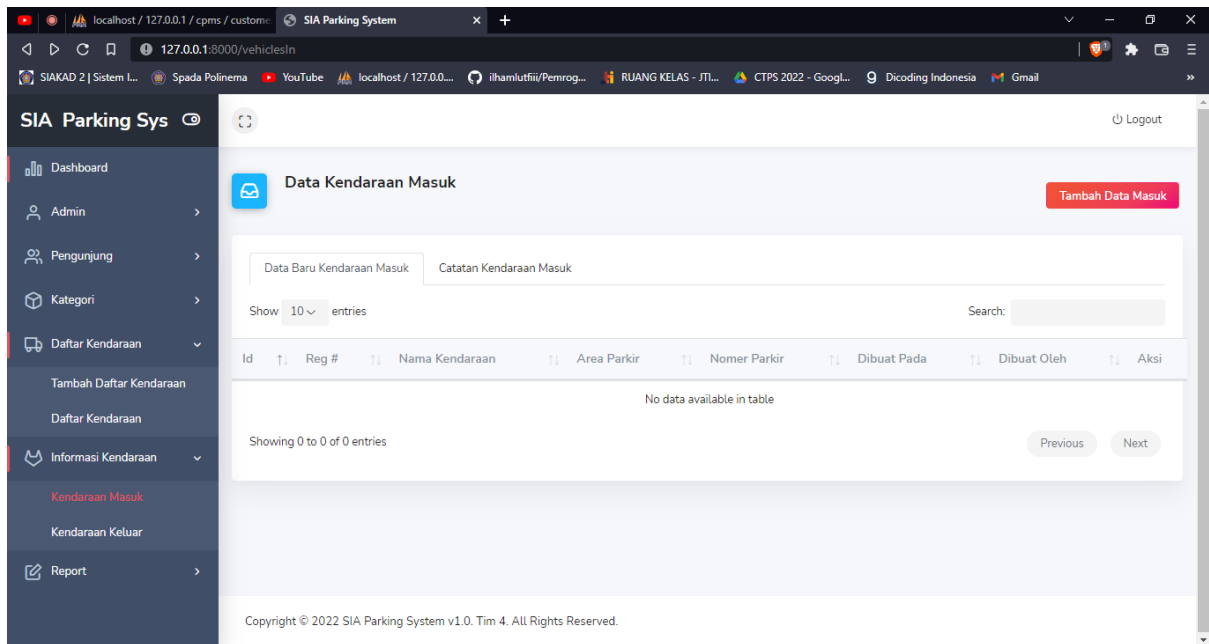 localhost / 127.0.0.1 / cpms / custome
SIA Parking System
127.0.0.1:8000/vehiclesIn
1
SIAKAD 2 | Sistem I...
Spada Polinema
YouTube
localhost / 127.0.0....
ilhamlutfiii/Pemrog...
RUANG KELAS - JTI...
CTPS 2022 - Googl...
Dicoding Indonesia
Gmail
SIA Parking Sys
Logout
Dashboard
Admin
Pengunjung
Kategori
Daftar Kendaraan
Tambah Daftar Kendaraan
Daftar Kendaraan
Informasi Kendaraan
Kendaraan Masuk
Kendaraan Keluar
Report
Data Kendaraan Masuk
Tambah Data Masuk
Data Baru Kendaraan Masuk
Catatan Kendaraan Masuk
Show 10 entries
Search:
Id Reg # Nama Kendaraan Area Parkir Nomer Parkir Dibuat Pada Dibuat Oleh Aksi
No data available in table
Showing 0 to 0 of 0 entries
Previous
Next
Copyright © 2022 SIA Parking System v1.0. Tim 4. All Rights Reserved.